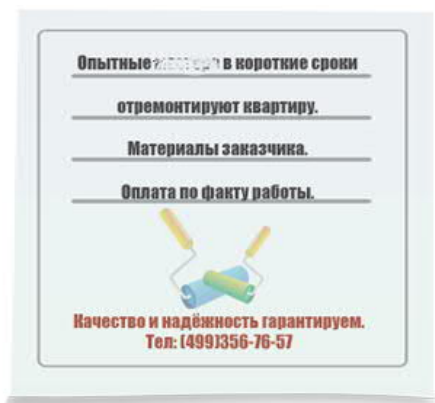 Опытные в короткие сроки
отремонтируют квартиру.
Материалы заказчика.
Оплата по факту работы.
Качество и надёжность гарантируем.
Тел: (499)356-76-57